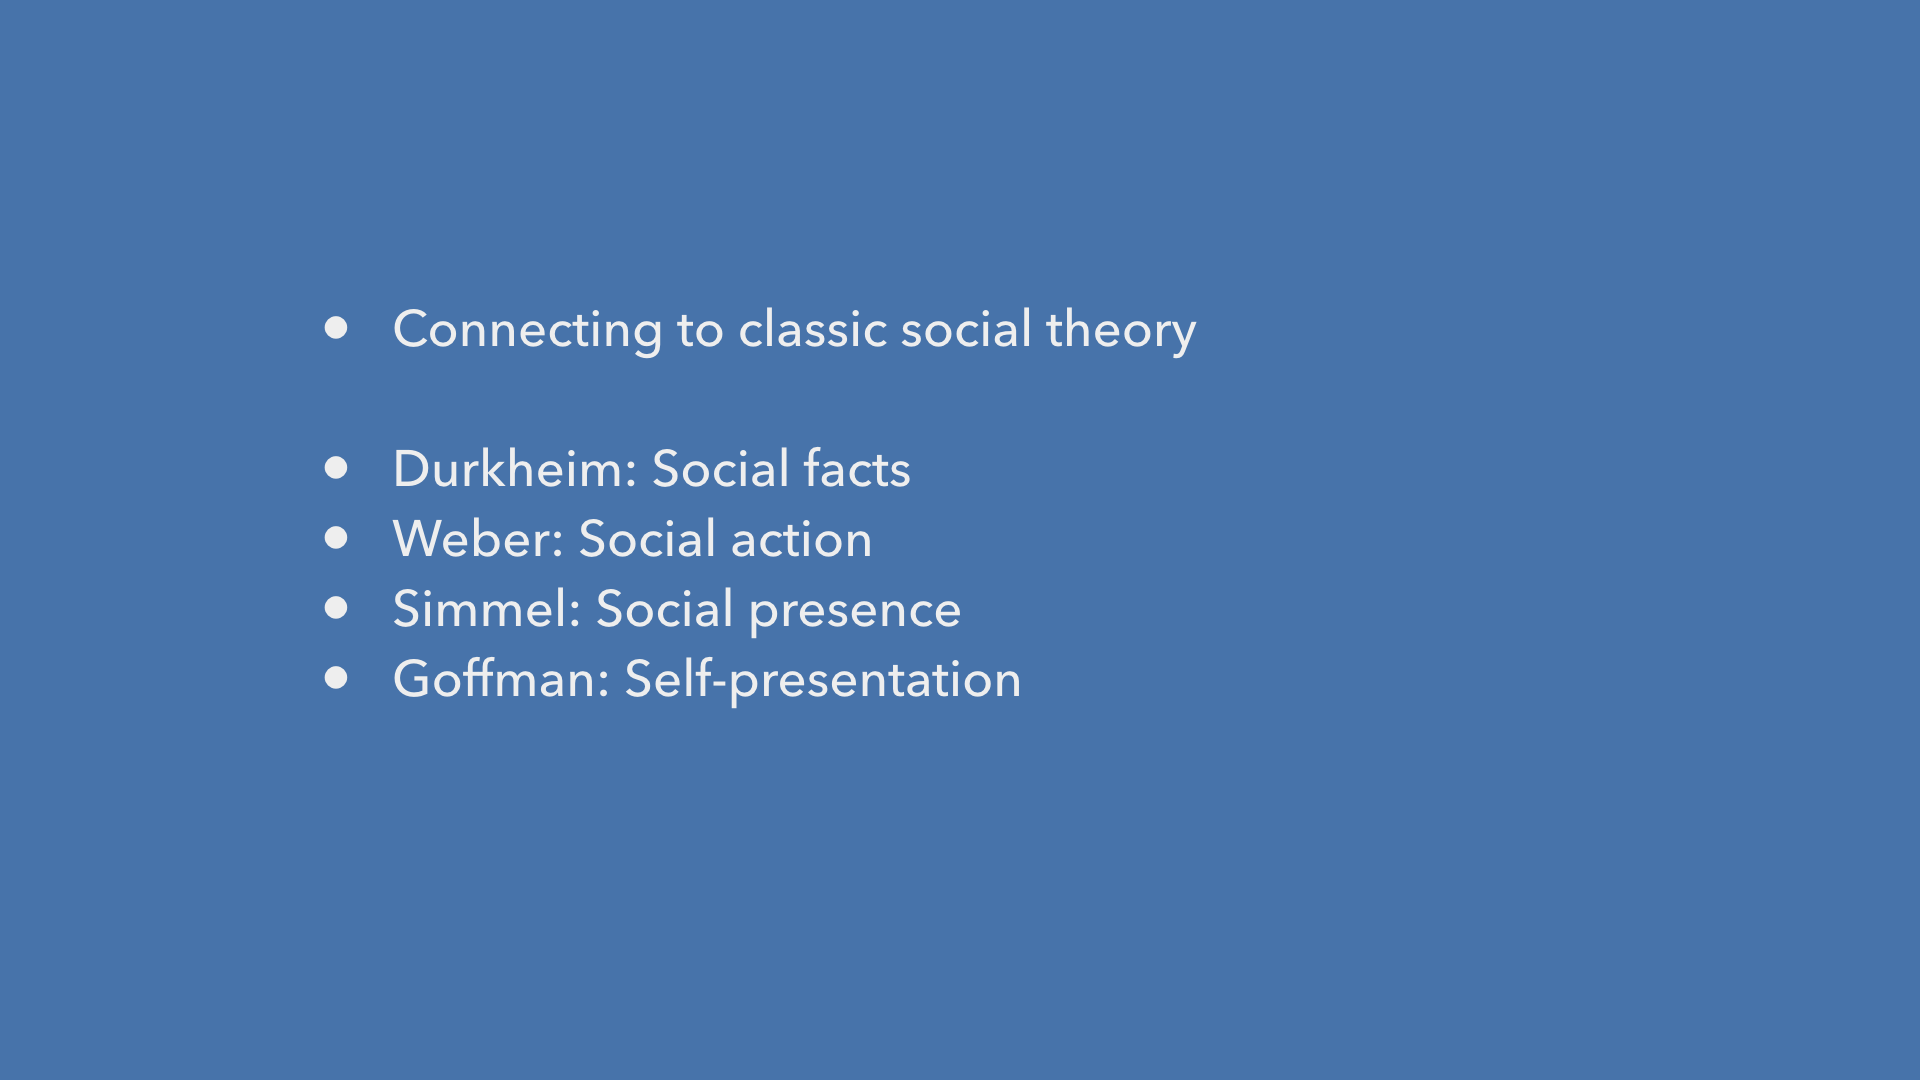 ● Connecting to classic social theory
● Durkheim: Social facts
● Weber: Social action
● Simmel: Social presence
● Goffman: Self-presentation